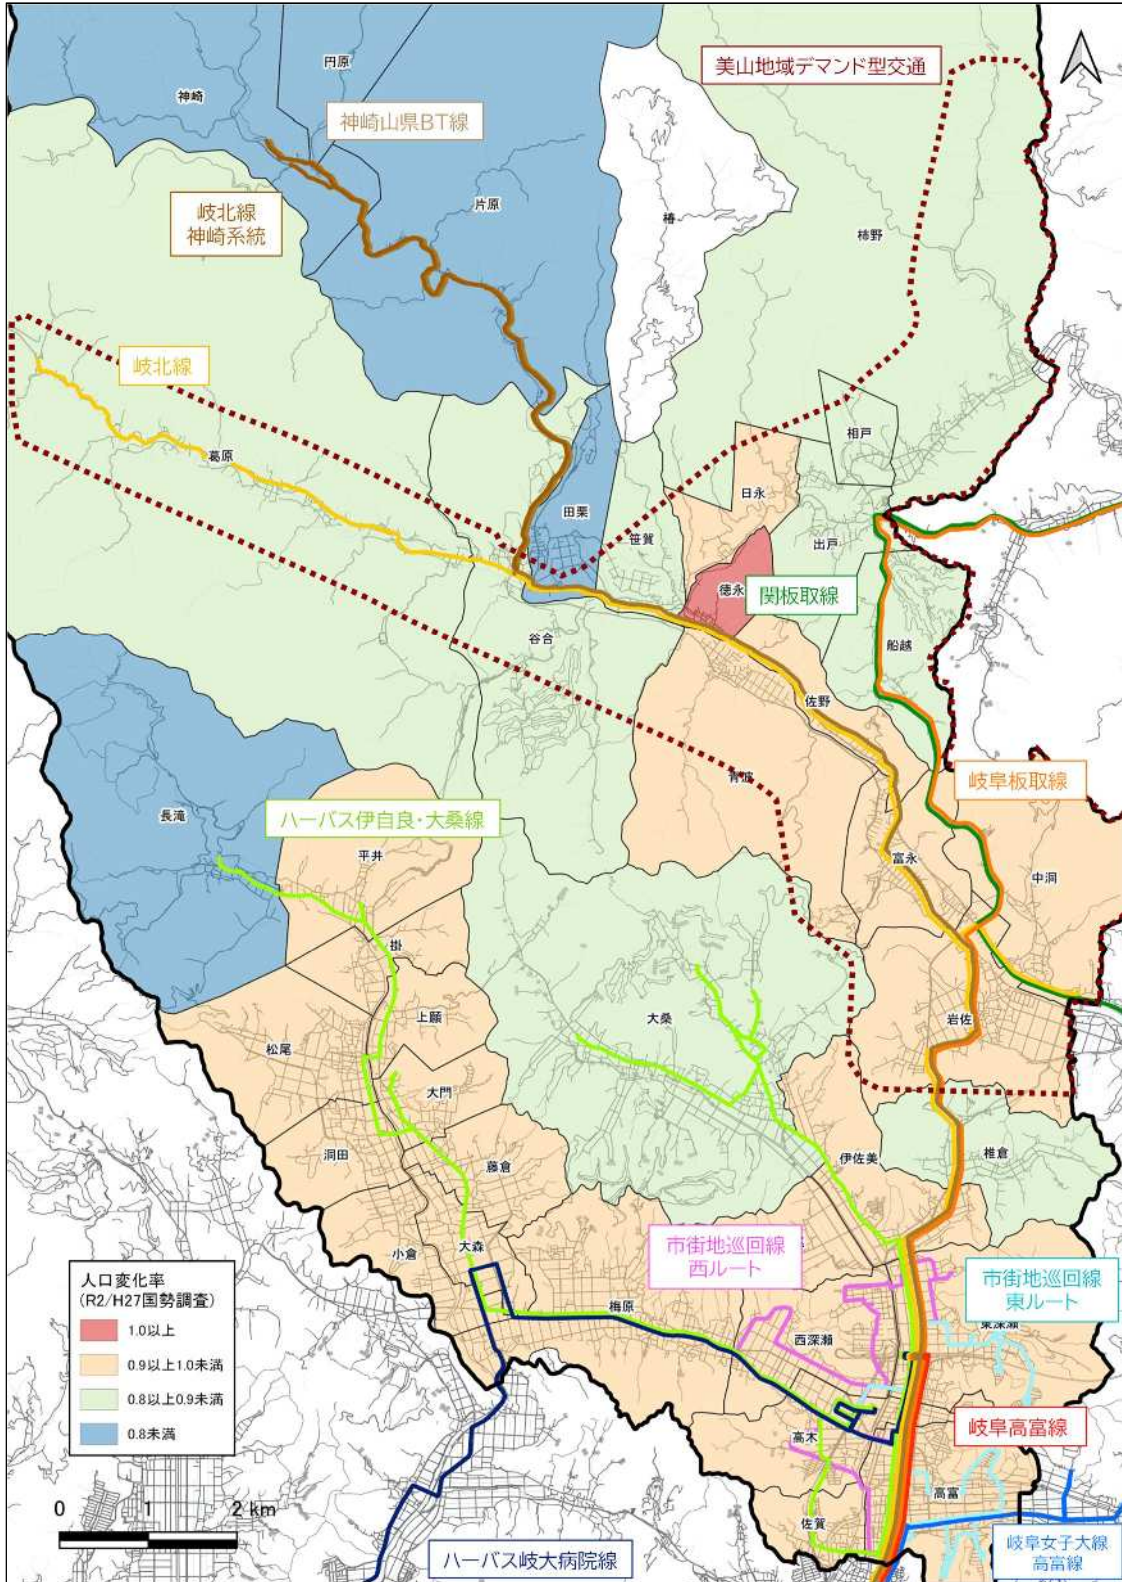 美山地域デマンド型交通
円原
神崎
神崎山県BT線
岐北線
神崎系統
片原
椿
柿野
岐北線
葛原
相戸
日永
田栗
笹賀
出戸
徳永
関板取線
谷合
船越
佐野
青波
岐阜板取線
長滝
ハーバス伊自良・大桑線
平井
富永
中洞
掛
上願
大桑
岩佐
松尾
大門
洞田
藤倉
伊佐美
椎倉
小倉
大森
市街地巡回線
西ルート
市街地巡回線
東ルート
人口変化率
(R2/H27国勢調査)
1.0以上
0.9以上1.0未満
0.8以上0.9未満
0.8未満
梅原
西深瀬
東深瀬
岐阜高富線
高木
高富
佐賀
0 1 2 km
ハーバス岐大病院線
岐阜女子大線
高富線